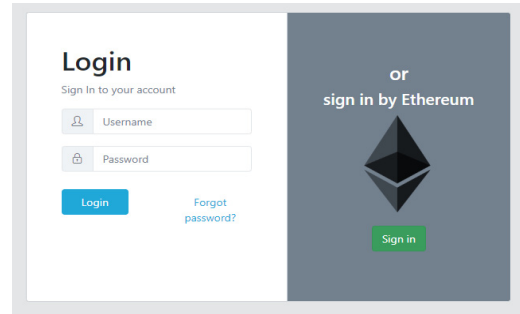 Login
Sign In to your account
Username
Password
Login
Forgot
password?
or
sign in by Ethereum
Sign in